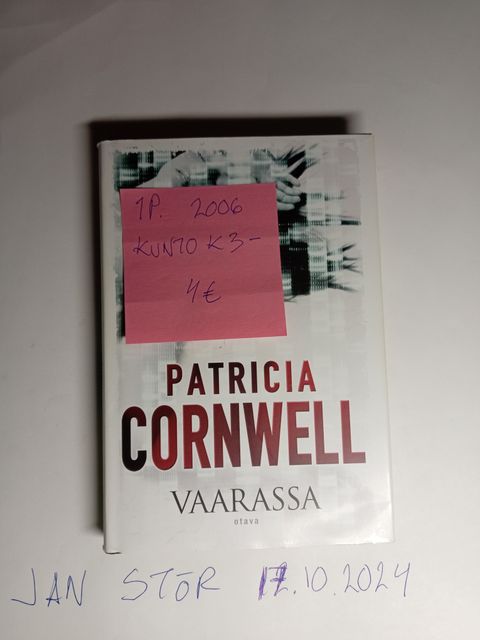 1P. 2006
KUNTO K3-
4€
PATRICIA
CORNWELL
VAARASSA
otava
JAN STÖR 17.10.2024